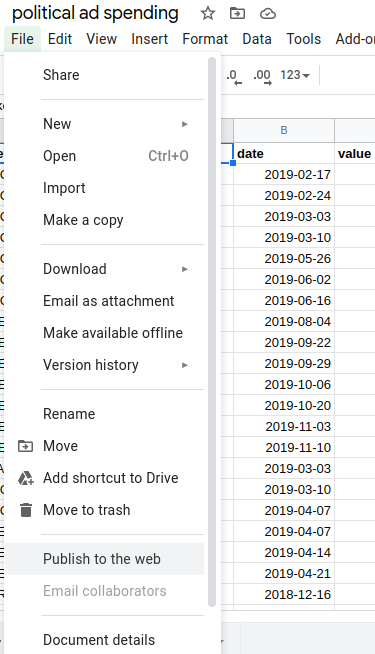 political ad spending
File Edit View Insert Format Data Tools Add-o
Share
.0 .00 123
New
B
Open Ctrl+O
date value
Import
2019-02-17
Make a copy
2019-02-24
2019-03-03
2019-03-10
Download
2019-05-26
Email as attachment
2019-06-02
2019-06-16
Make available offline
2019-08-04
Version history
2019-09-22
2019-09-29
2019-10-06
Rename
2019-10-20
Move
2019-11-03
2019-11-10
Add shortcut to Drive
2019-03-03
2019-03-10
Move to trash
2019-04-07
2019-04-07
Publish to the web
2019-04-14
2019-04-21
Email collaborators
2018-12-16
Document details